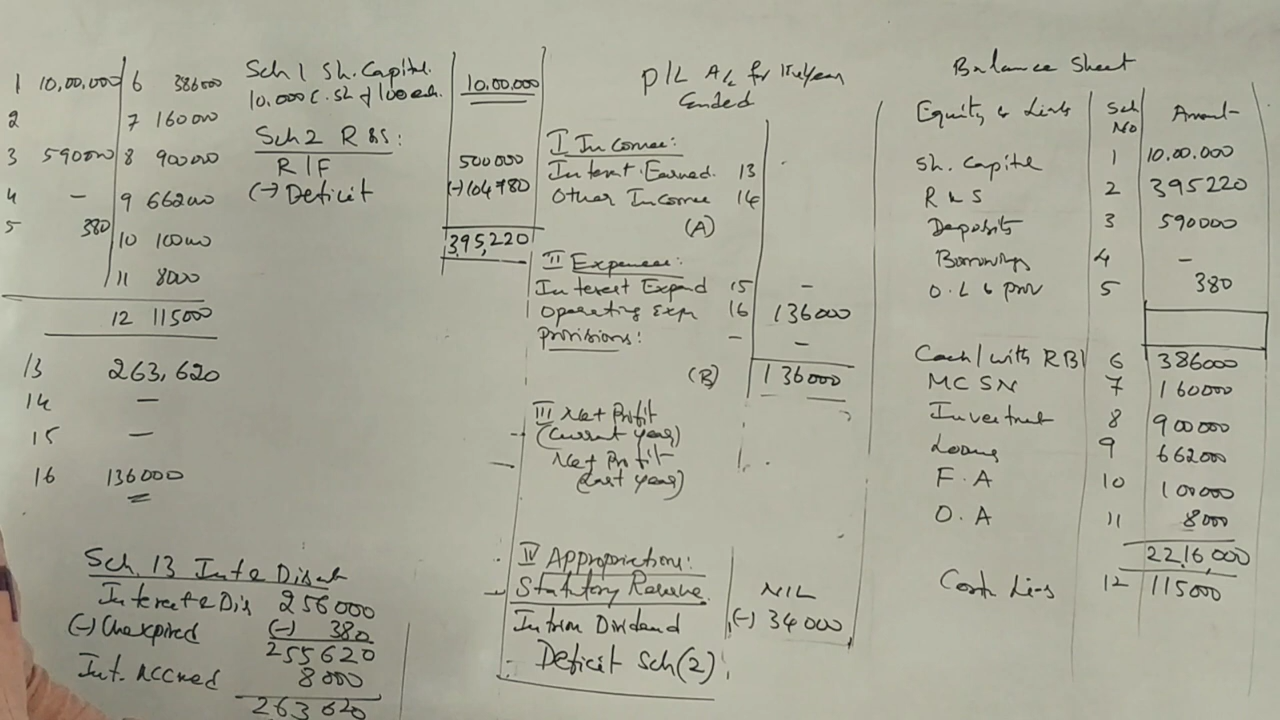 1 10,00,000 6 386000
2 7 160000
3 590000 8 900000
4 - 9 662000
5 380 10 100000
11 8000
12 115000
13 263,620
14 -
15 -
16 136000
Sch 1 Sh. Capital.
10,000 E. Sh of 100 each. 10,00,000
Sch 2 R & S:
R/F 500000
(-) Deficit (-) 104780
395,220
Sch. 13 Int & Discnt
Interest & Dis 256000
(-) Unexpired (-) 380
255620
Int. Accrued 8000
263620
P/L A/c for the year
Ended
I Income:
Interest Earned. 13
Other Income 14
(A)
II Expenses:
Interest Expend 15 -
Operating Exp 16 136000
Provisions: - -
(B) 136000
III Net Profit
(Current year)
Net Profit
(Last year)
IV Appropriations:
Statutory Reserve NIL
Intrim Dividend (-) 34000
Deficit Sch (2)
Balance Sheet
Equity & Liabs Sch No Amount
Sh. Capital 1 10,00,000
R & S 2 395220
Deposits 3 590000
Borrowings 4 -
O. L & prov 5 380
Cash/with RBI 6 386000
MCSN 7 160000
Investment 8 900000
Loans 9 662000
F. A 10 100000
O. A 11 8000
22,16,000
Cont Liabs 12 115000